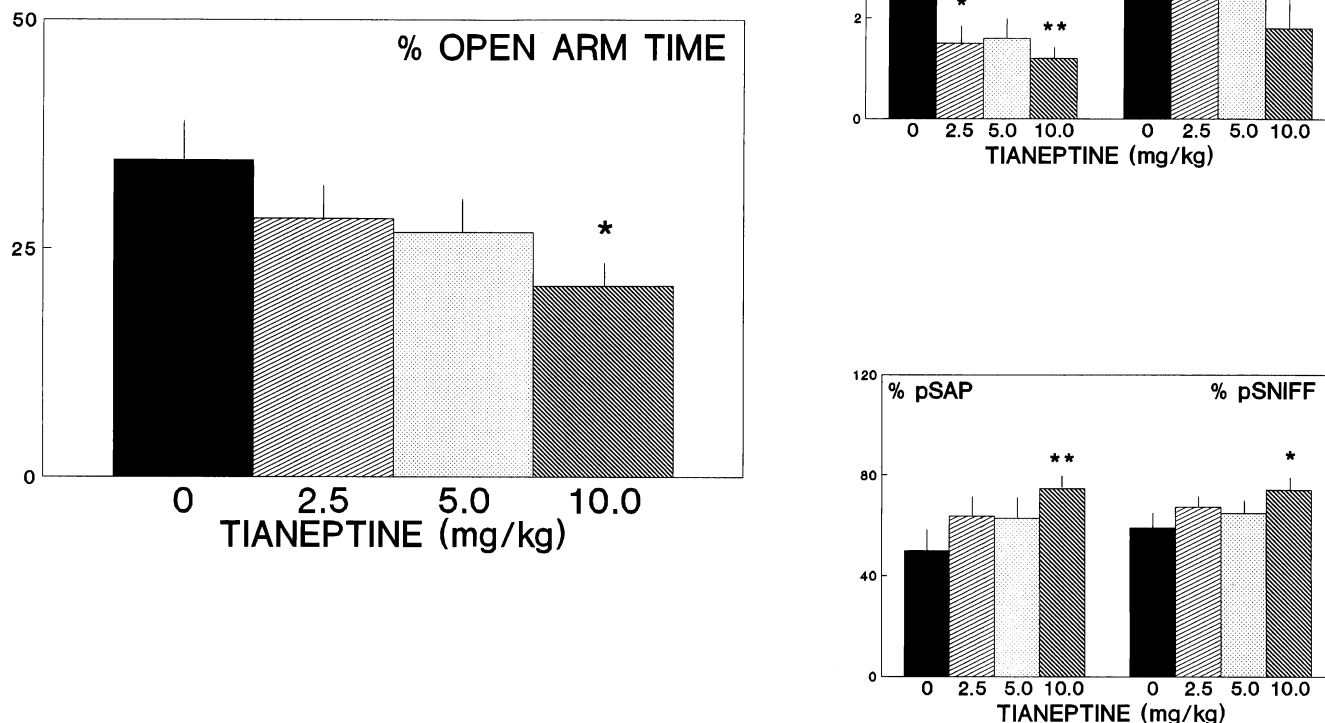 50
% OPEN ARM TIME
*
25
0
0 2.5 5.0 10.0
TIANEPTINE (mg/kg)
2
*
**
0
0 2.5 5.0 10.0 0 2.5 5.0 10.0
TIANEPTINE (mg/kg)
120
% pSAP % pSNIFF
** *
80
40
0
0 2.5 5.0 10.0 0 2.5 5.0 10.0
TIANEPTINE (mg/kg)